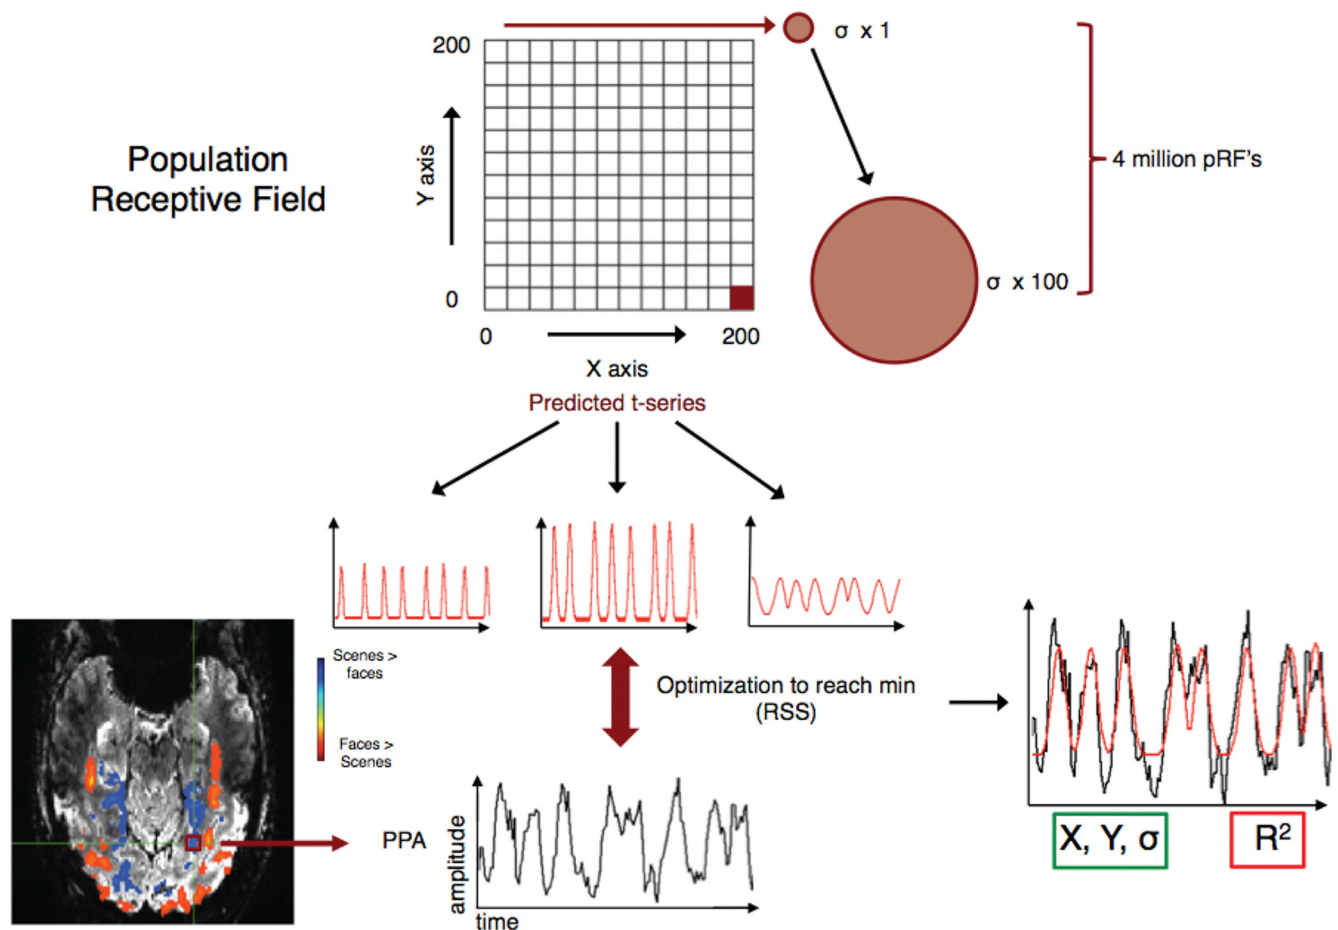 Population
Receptive Field
200
Y axis
0
0
200
X axis
σ x 1
σ x 100
4 million pRF's
Predicted t-series
Scenes >
faces
Faces >
Scenes
Optimization to reach min
(RSS)
PPA
amplitude
time
X, Y, σ
R²